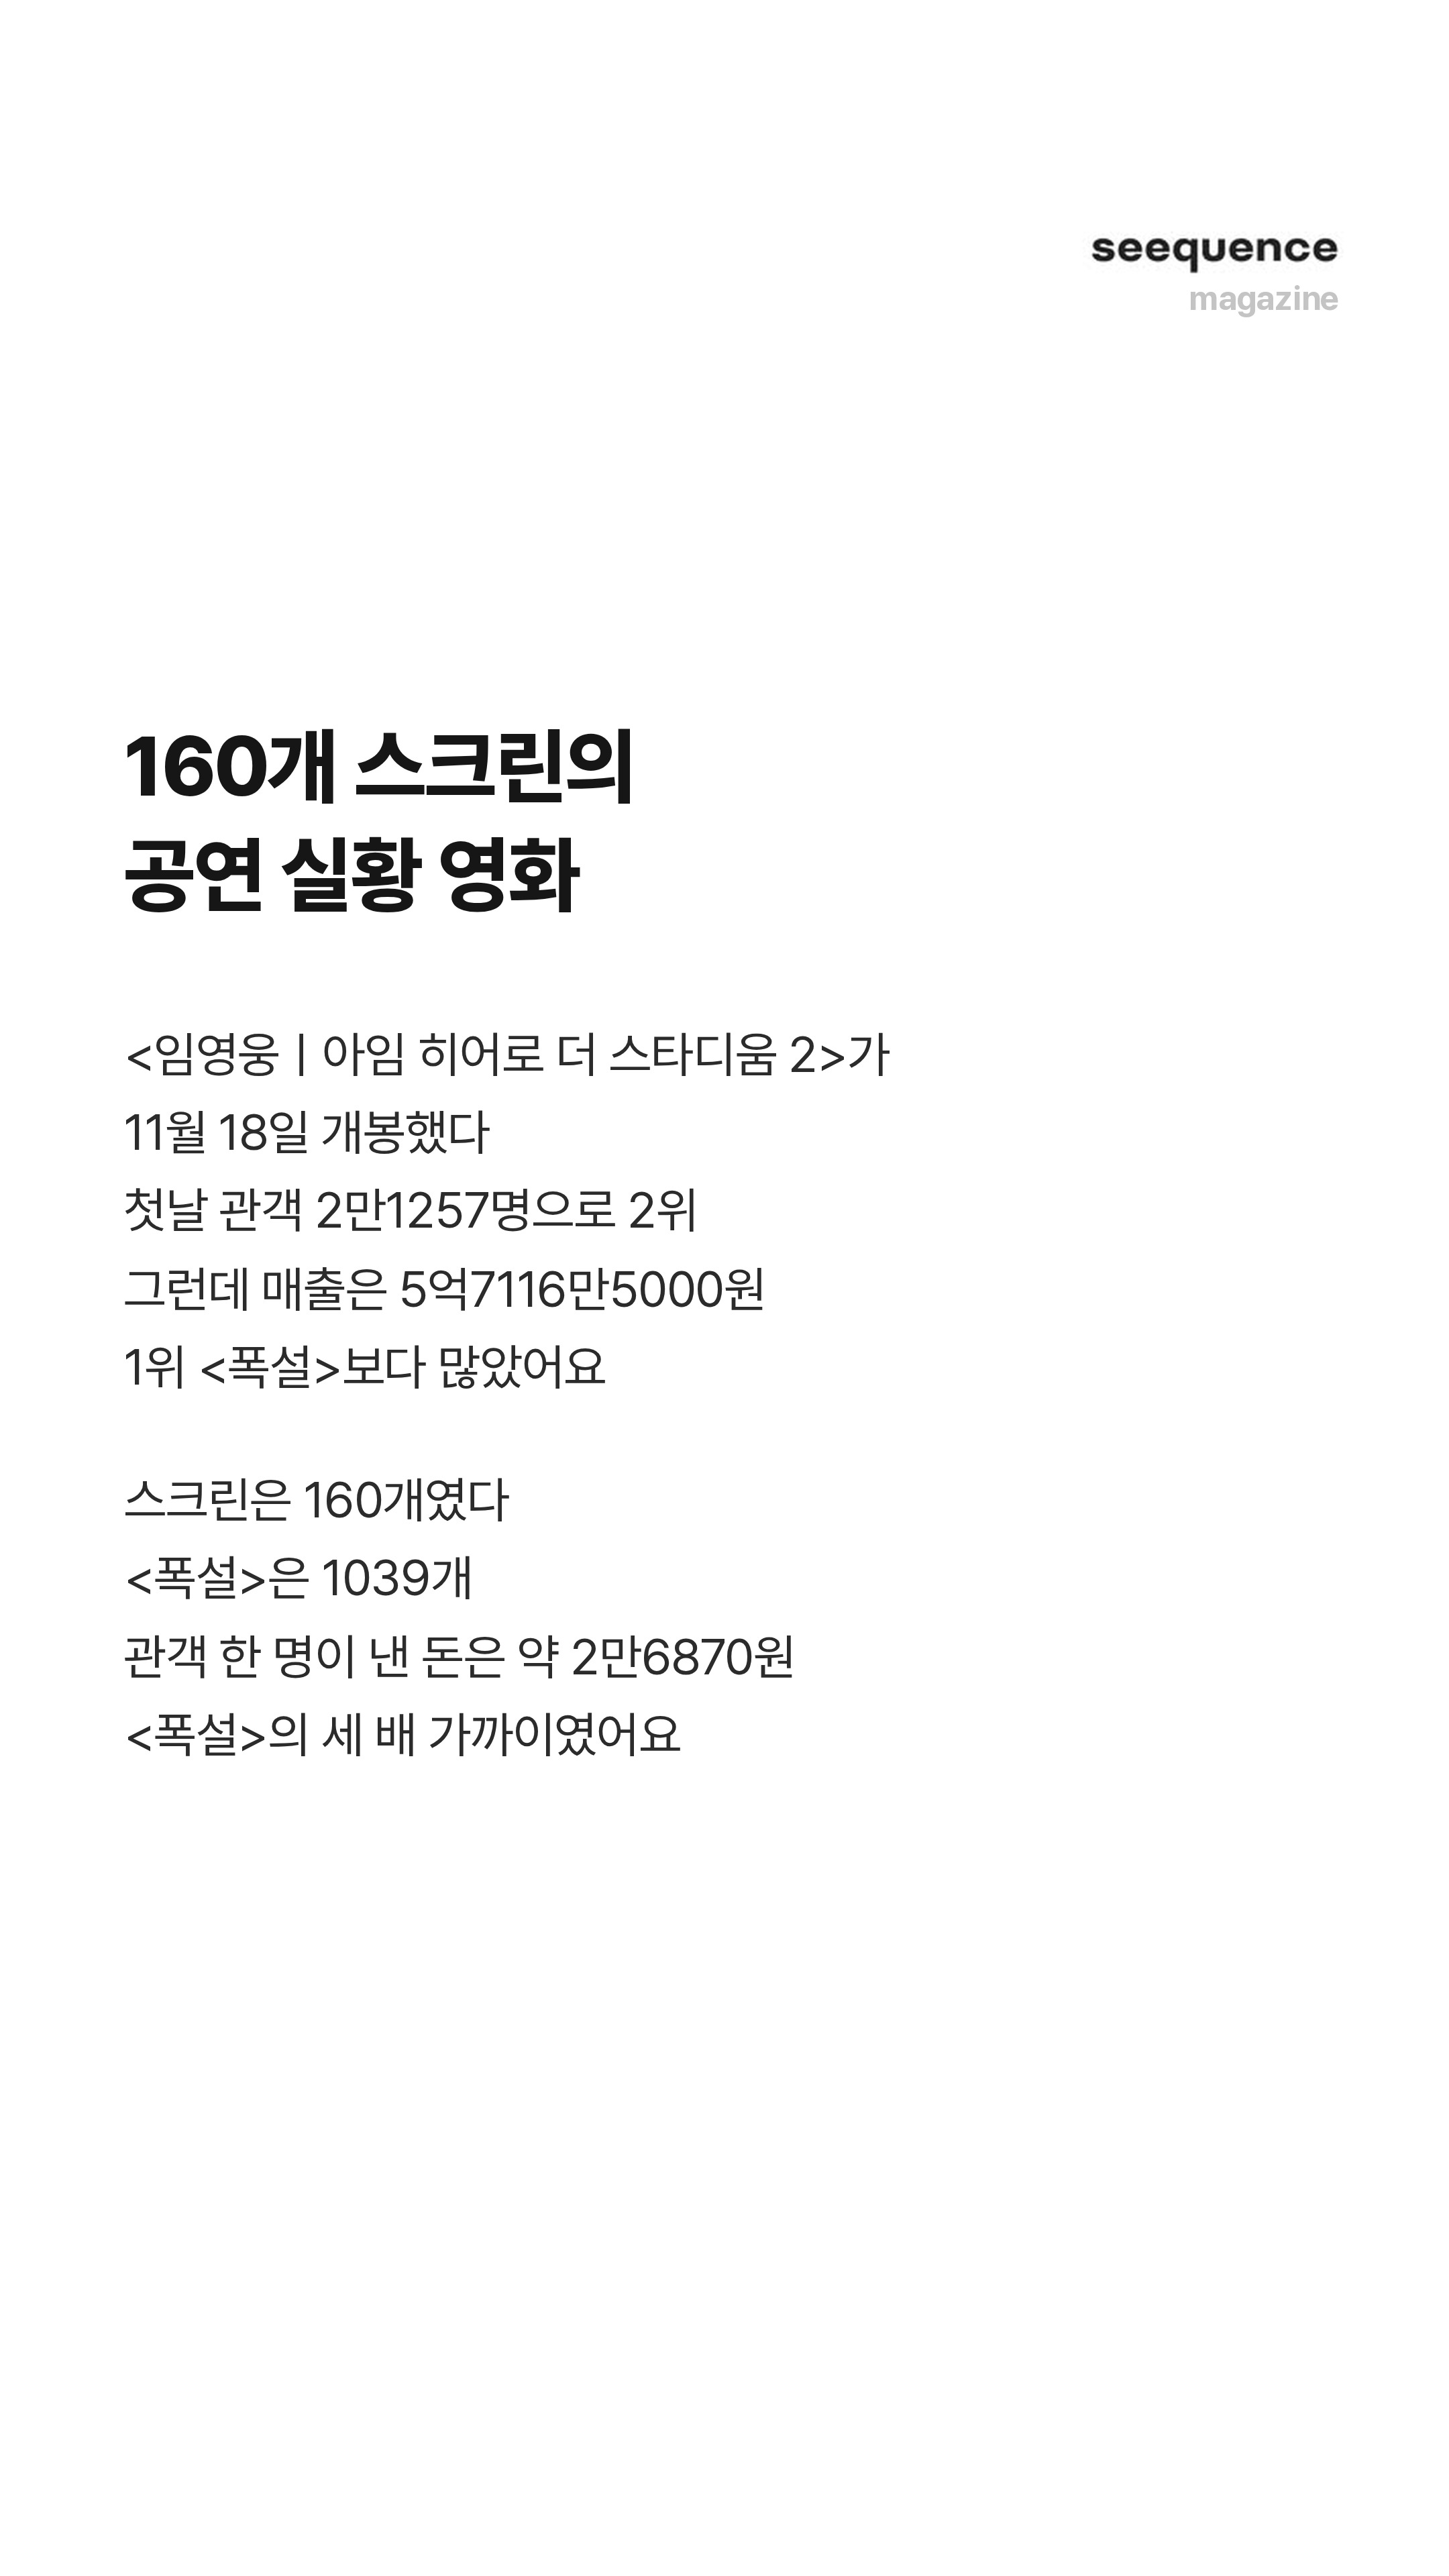 seequence
magazine
160개 스크린의
공연 실황 영화
<임영웅ㅣ아임 히어로 더 스타디움 2>가
11월 18일 개봉했다
첫날 관객 2만1257명으로 2위
그런데 매출은 5억7116만5000원
1위 <폭설>보다 많았어요
스크린은 160개였다
<폭설>은 1039개
관객 한 명이 낸 돈은 약 2만6870원
<폭설>의 세 배 가까이였어요